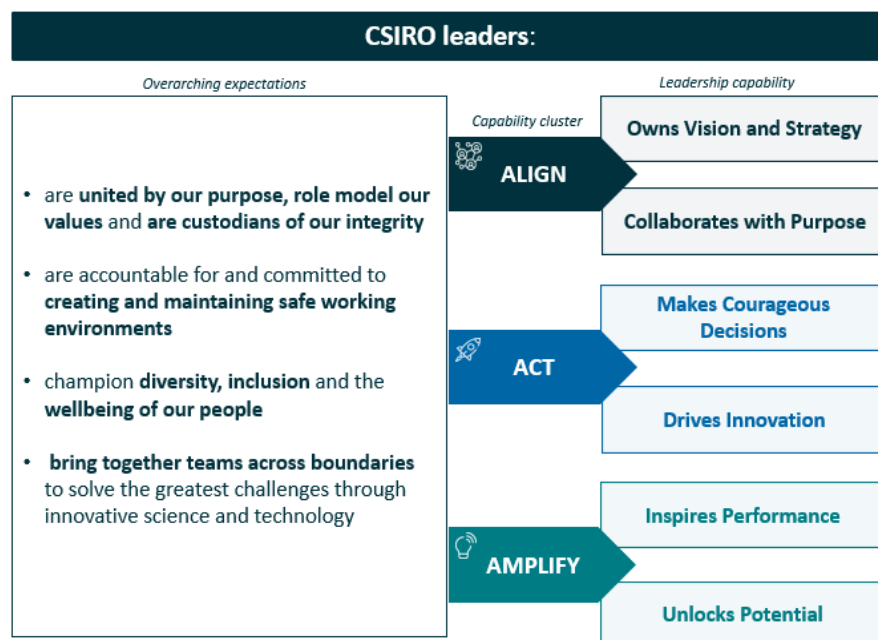 CSIRO leaders:
Overarching expectations
Leadership capability
Capability cluster
• are united by our purpose, role model our
values and are custodians of our integrity
• are accountable for and committed to
creating and maintaining safe working
environments
• champion diversity, inclusion and the
wellbeing of our people
• bring together teams across boundaries
to solve the greatest challenges through
innovative science and technology
ALIGN
Owns Vision and Strategy
Collaborates with Purpose
ACT
Makes Courageous
Decisions
Drives Innovation
AMPLIFY
Inspires Performance
Unlocks Potential